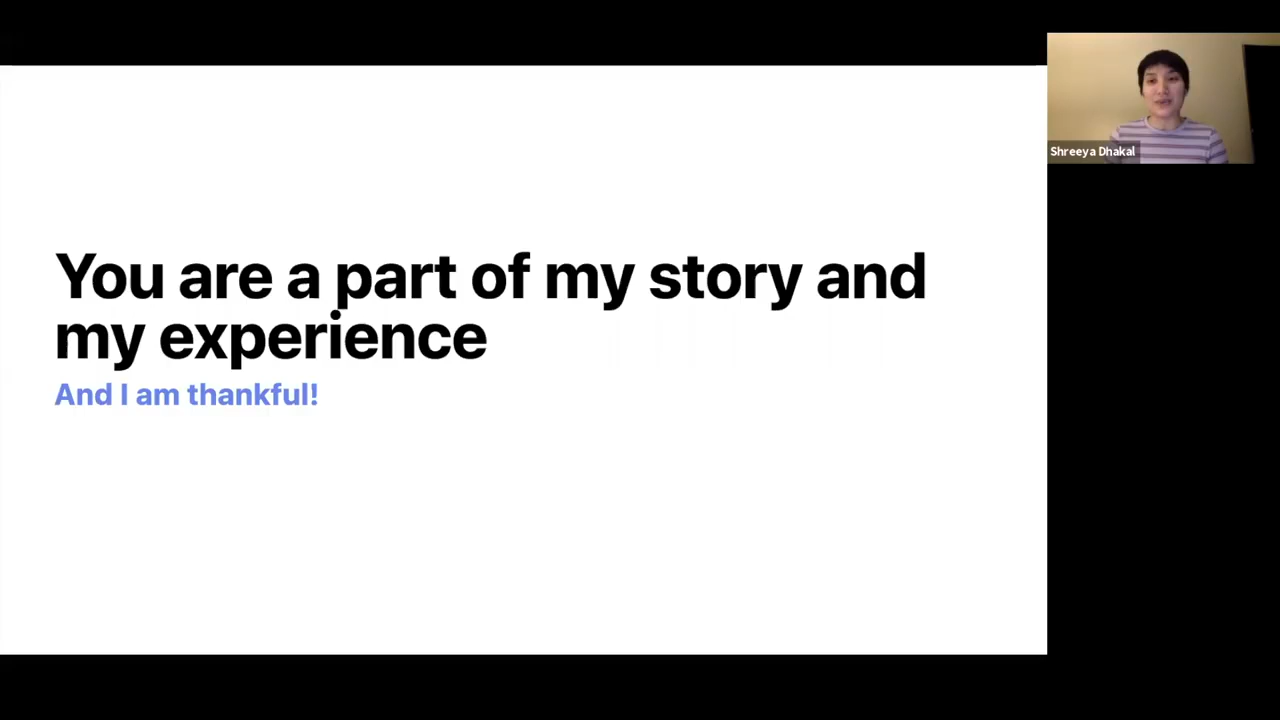 You are a part of my story and
my experience
And I am thankful!
Shreeya Dhakal